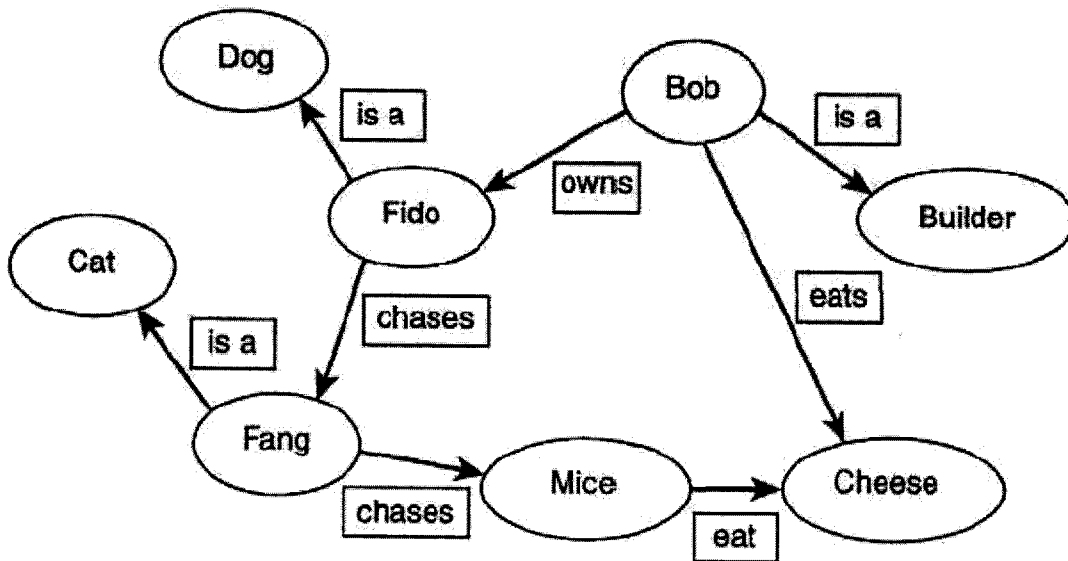 Dog
Bob
is a
is a
owns
Fido
Builder
Cat
eats
chases
is a
Fang
Mice
Cheese
chases
eat